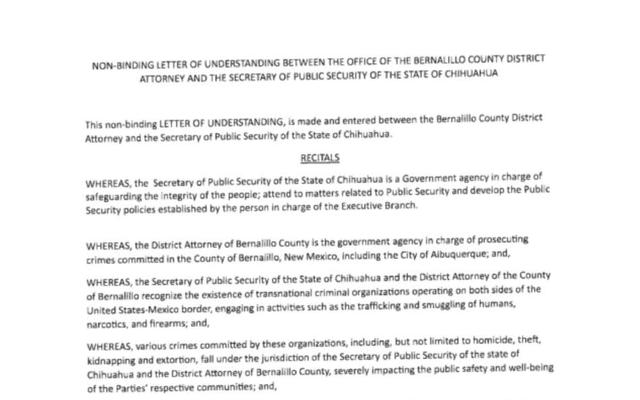 NON-BINDING LETTER OF UNDERSTANDING BETWEEN THE OFFICE OF THE BERNALILLO COUNTY DISTRICT
ATTORNEY AND THE SECRETARY OF PUBLIC SECURITY OF THE STATE OF CHIHUAHUA
This non-binding LETTER OF UNDERSTANDING, is made and entered between the Bernalillo County District
Attorney and the Secretary of Public Security of the State of Chihuahua.
RECITALS
WHEREAS, the Secretary of Public Security of the State of Chihuahua is a Government agency in charge of
safeguarding the integrity of the people; attend to matters related to Public Security and develop the Public
Security policies established by the person in charge of the Executive Branch.
WHEREAS, the District Attorney of Bernalillo County is the government agency in charge of prosecuting
crimes committed in the County of Bernalillo, New Mexico, including the City of Albuquerque; and,
WHEREAS, the Secretary of Public Security of the State of Chihuahua and the District Attorney of the County
of Bernalillo recognize the existence of transnational criminal organizations operating on both sides of the
United States-Mexico border, engaging in activities such as the trafficking and smuggling of humans,
narcotics, and firearms; and,
WHEREAS, various crimes committed by these organizations, including, but not limited to homicide, theft,
kidnapping and extortion, fall under the jurisdiction of the Secretary of Public Security of the state of
Chihuahua and the District Attorney of Bernalillo County, severely impacting the public safety and well-being
of the Parties' respective communities; and,